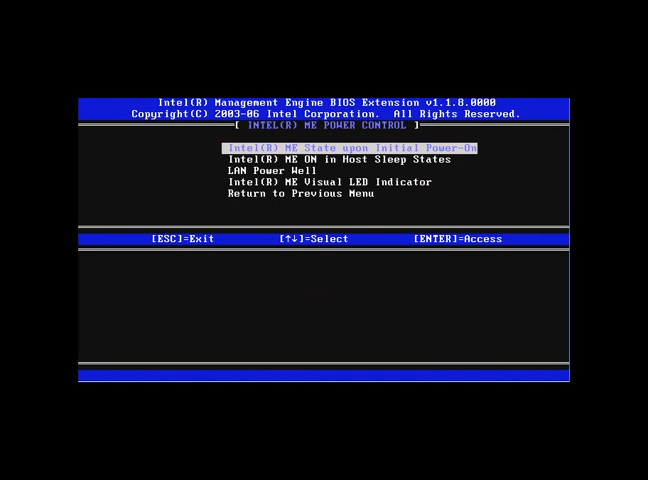 Intel(R) Management Engine BIOS Extension v1.1.8.0000
Copyright(C) 2003-06 Intel Corporation. All Rights Reserved.
[ INTEL(R) ME POWER CONTROL ]
Intel(R) ME State upon Initial Power-On
Intel(R) ME ON in Host Sleep States
LAN Power Well
Intel(R) ME Visual LED Indicator
Return to Previous Menu
[ESC]=Exit [↑↓]=Select [ENTER]=Access